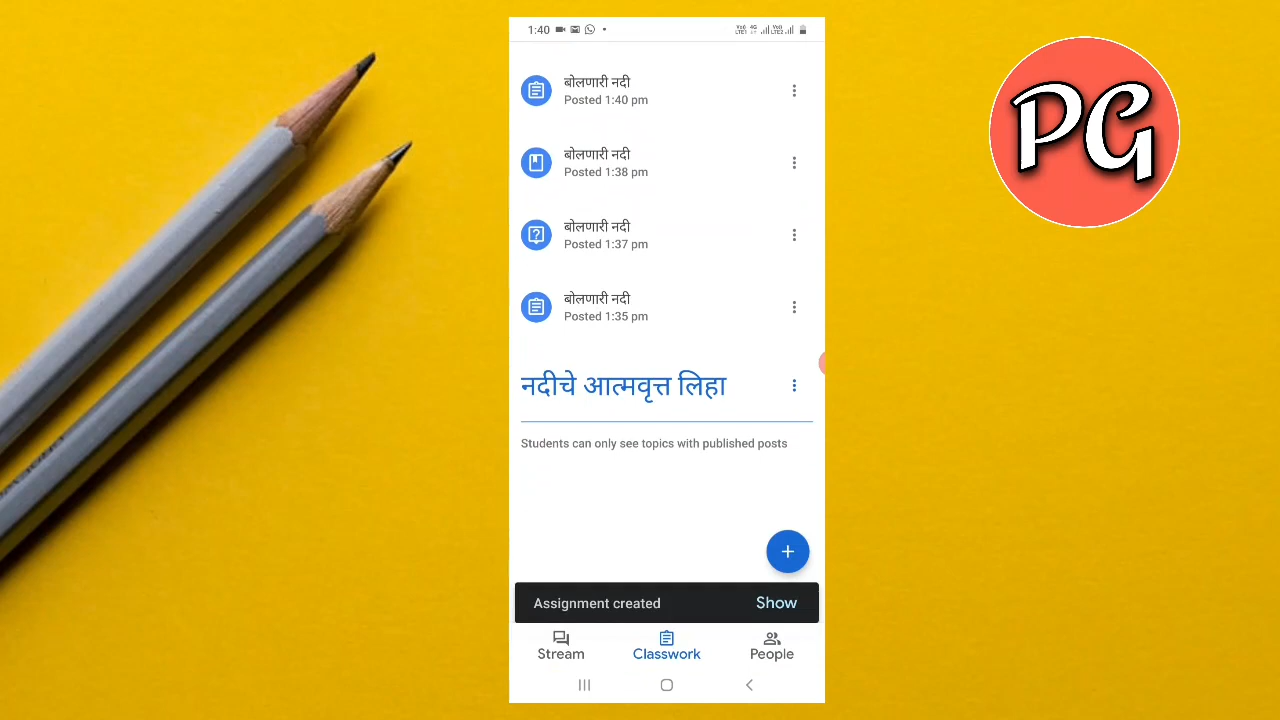 1:40
बोलणारी नदी
Posted 1:40 pm
बोलणारी नदी
Posted 1:38 pm
बोलणारी नदी
Posted 1:37 pm
बोलणारी नदी
Posted 1:35 pm
नदीचे आत्मवृत्त लिहा
Students can only see topics with published posts
Assignment created Show
Stream Classwork People
PG